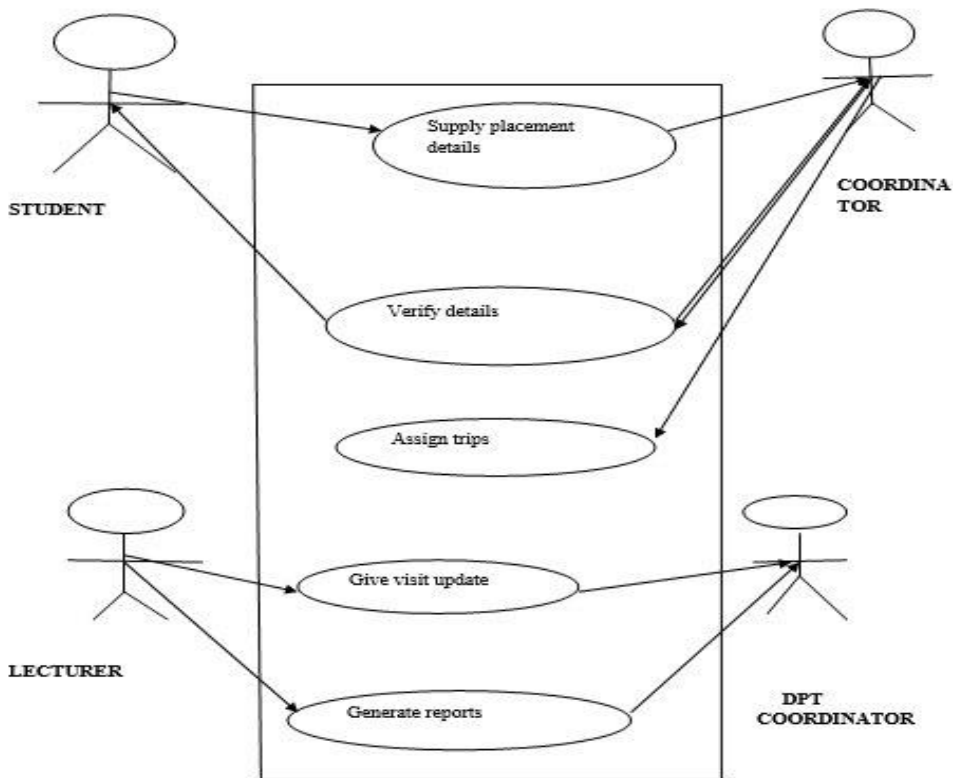 Supply placement
details
STUDENT
COORDINA
TOR
Verify details
Assign trips
Give visit update
LECTURER
Generate reports
DPT
COORDINATOR